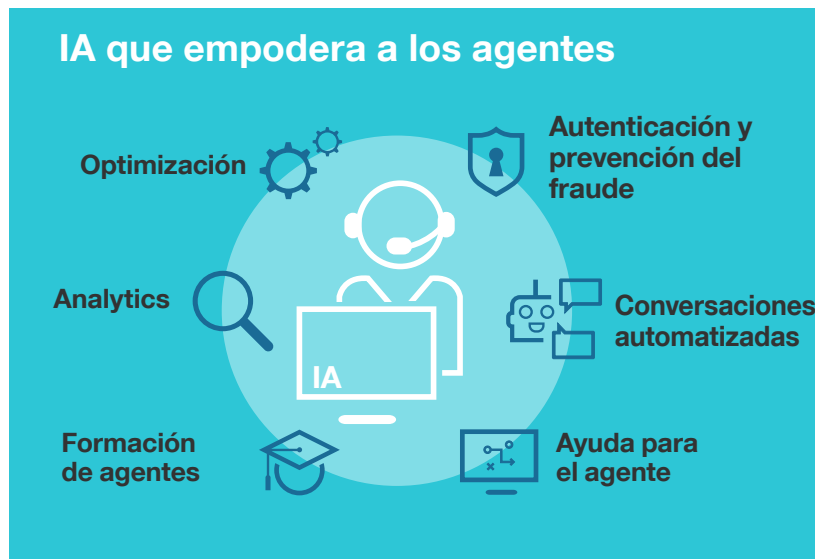 IA que empodera a los agentes
Optimización
Autenticación y
prevención del
fraude
Analytics
Conversaciones
automatizadas
IA
Formación
de agentes
Ayuda para
el agente